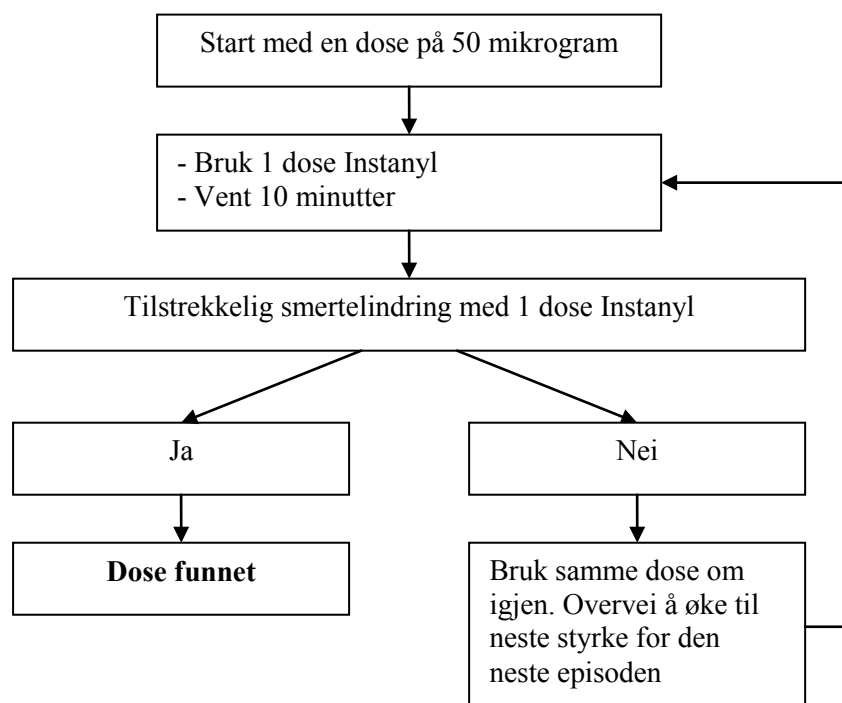 Start med en dose på 50 mikrogram
- Bruk 1 dose Instanyl
- Vent 10 minutter
Tilstrekkelig smertelindring med 1 dose Instanyl
Ja
Nei
Dose funnet
Bruk samme dose om
igjen. Overvei å øke til
neste styrke for den
neste episoden